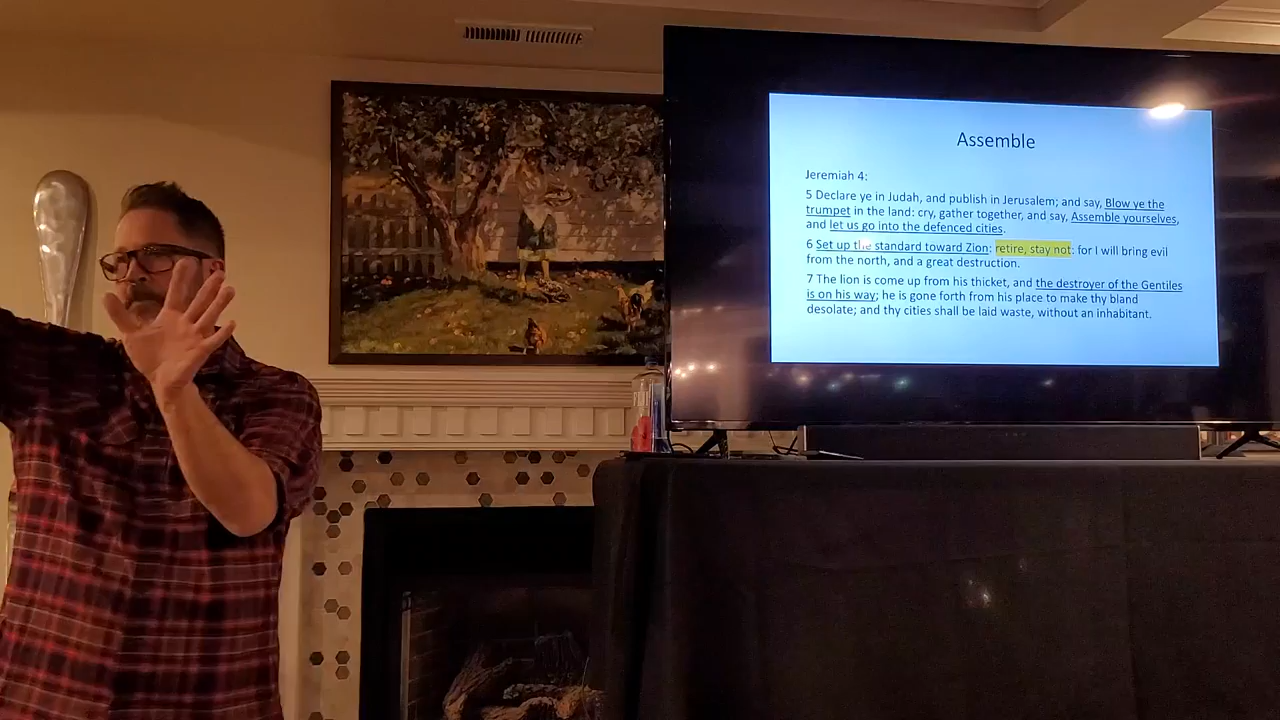 Assemble
Jeremiah 4:
5 Declare ye in Judah, and publish in Jerusalem; and say, Blow ye the
trumpet in the land: cry, gather together, and say, Assemble yourselves,
and let us go into the defenced cities.
6 Set up the standard toward Zion: retire, stay not: for I will bring evil
from the north, and a great destruction.
7 The lion is come up from his thicket, and the destroyer of the Gentiles
is on his way; he is gone forth from his place to make thy bland
desolate; and thy cities shall be laid waste, without an inhabitant.